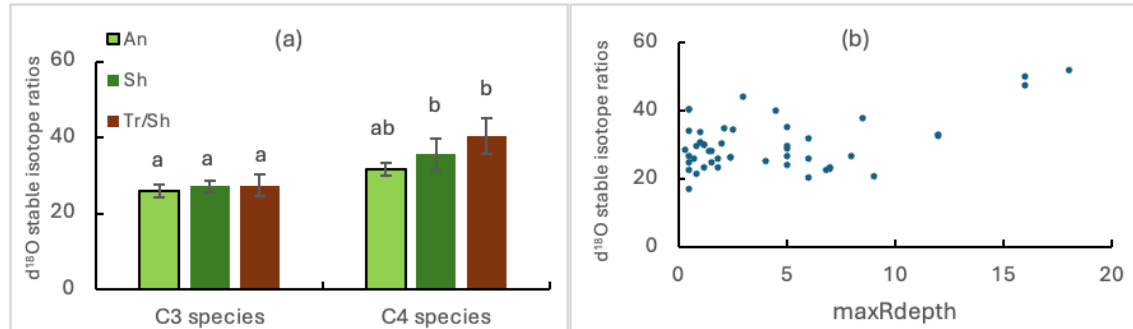 (a)
An
Sh
Tr/Sh
d¹⁸O stable isotope ratios
60
40
20
0
a
a
a
ab
b
b
C3 species
C4 species
(b)
d¹⁸O stable isotope ratios
60
40
20
0
0
5
10
15
20
maxRdepth